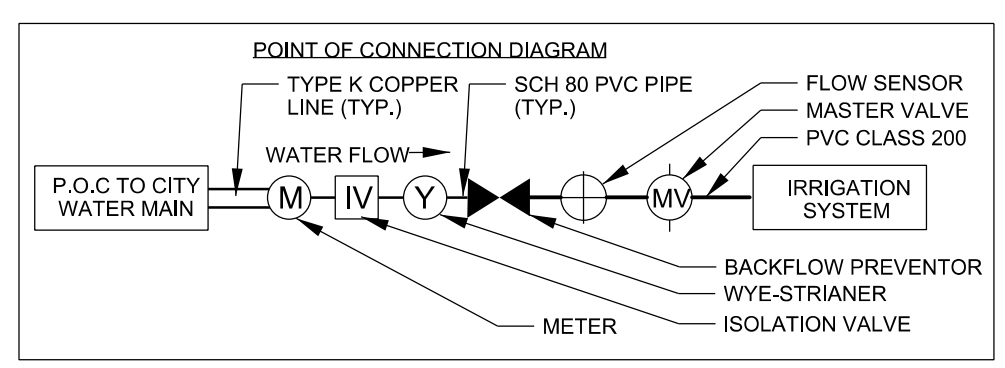 POINT OF CONNECTION DIAGRAM
TYPE K COPPER
LINE (TYP.)
SCH 80 PVC PIPE
(TYP.)
FLOW SENSOR
MASTER VALVE
PVC CLASS 200
WATER FLOW
P.O.C TO CITY
WATER MAIN
M
IV
Y
MV
IRRIGATION
SYSTEM
BACKFLOW PREVENTOR
WYE-STRIANER
ISOLATION VALVE
METER